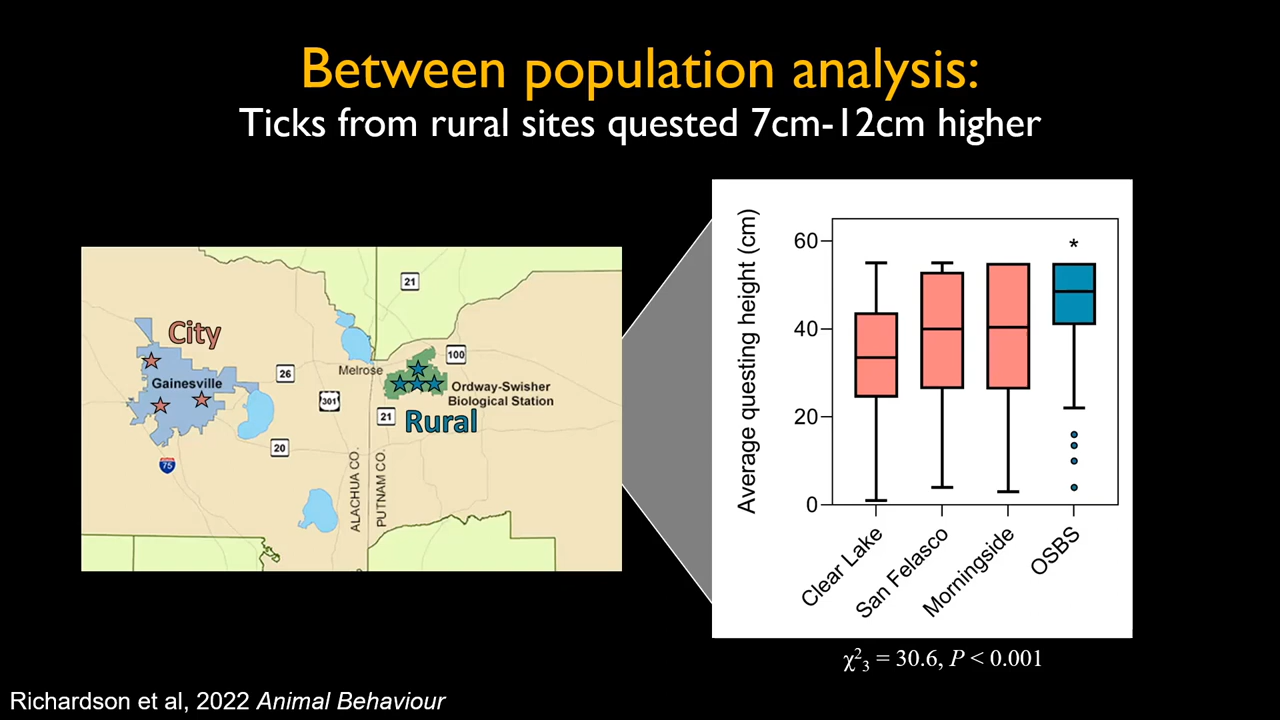 Between population analysis:
Ticks from rural sites quested 7cm-12cm higher
21
City
100
Melrose
26
Gainesville
Ordway-Swisher
Biological Station
301
21
Rural
20
75
ALACHUA CO.
PUTNAM CO.
Average questing height (cm)
60
40
20
0
*
Clear Lake
San Felasco
Morningside
OSBS
χ²₃ = 30.6, P < 0.001
Richardson et al, 2022 Animal Behaviour